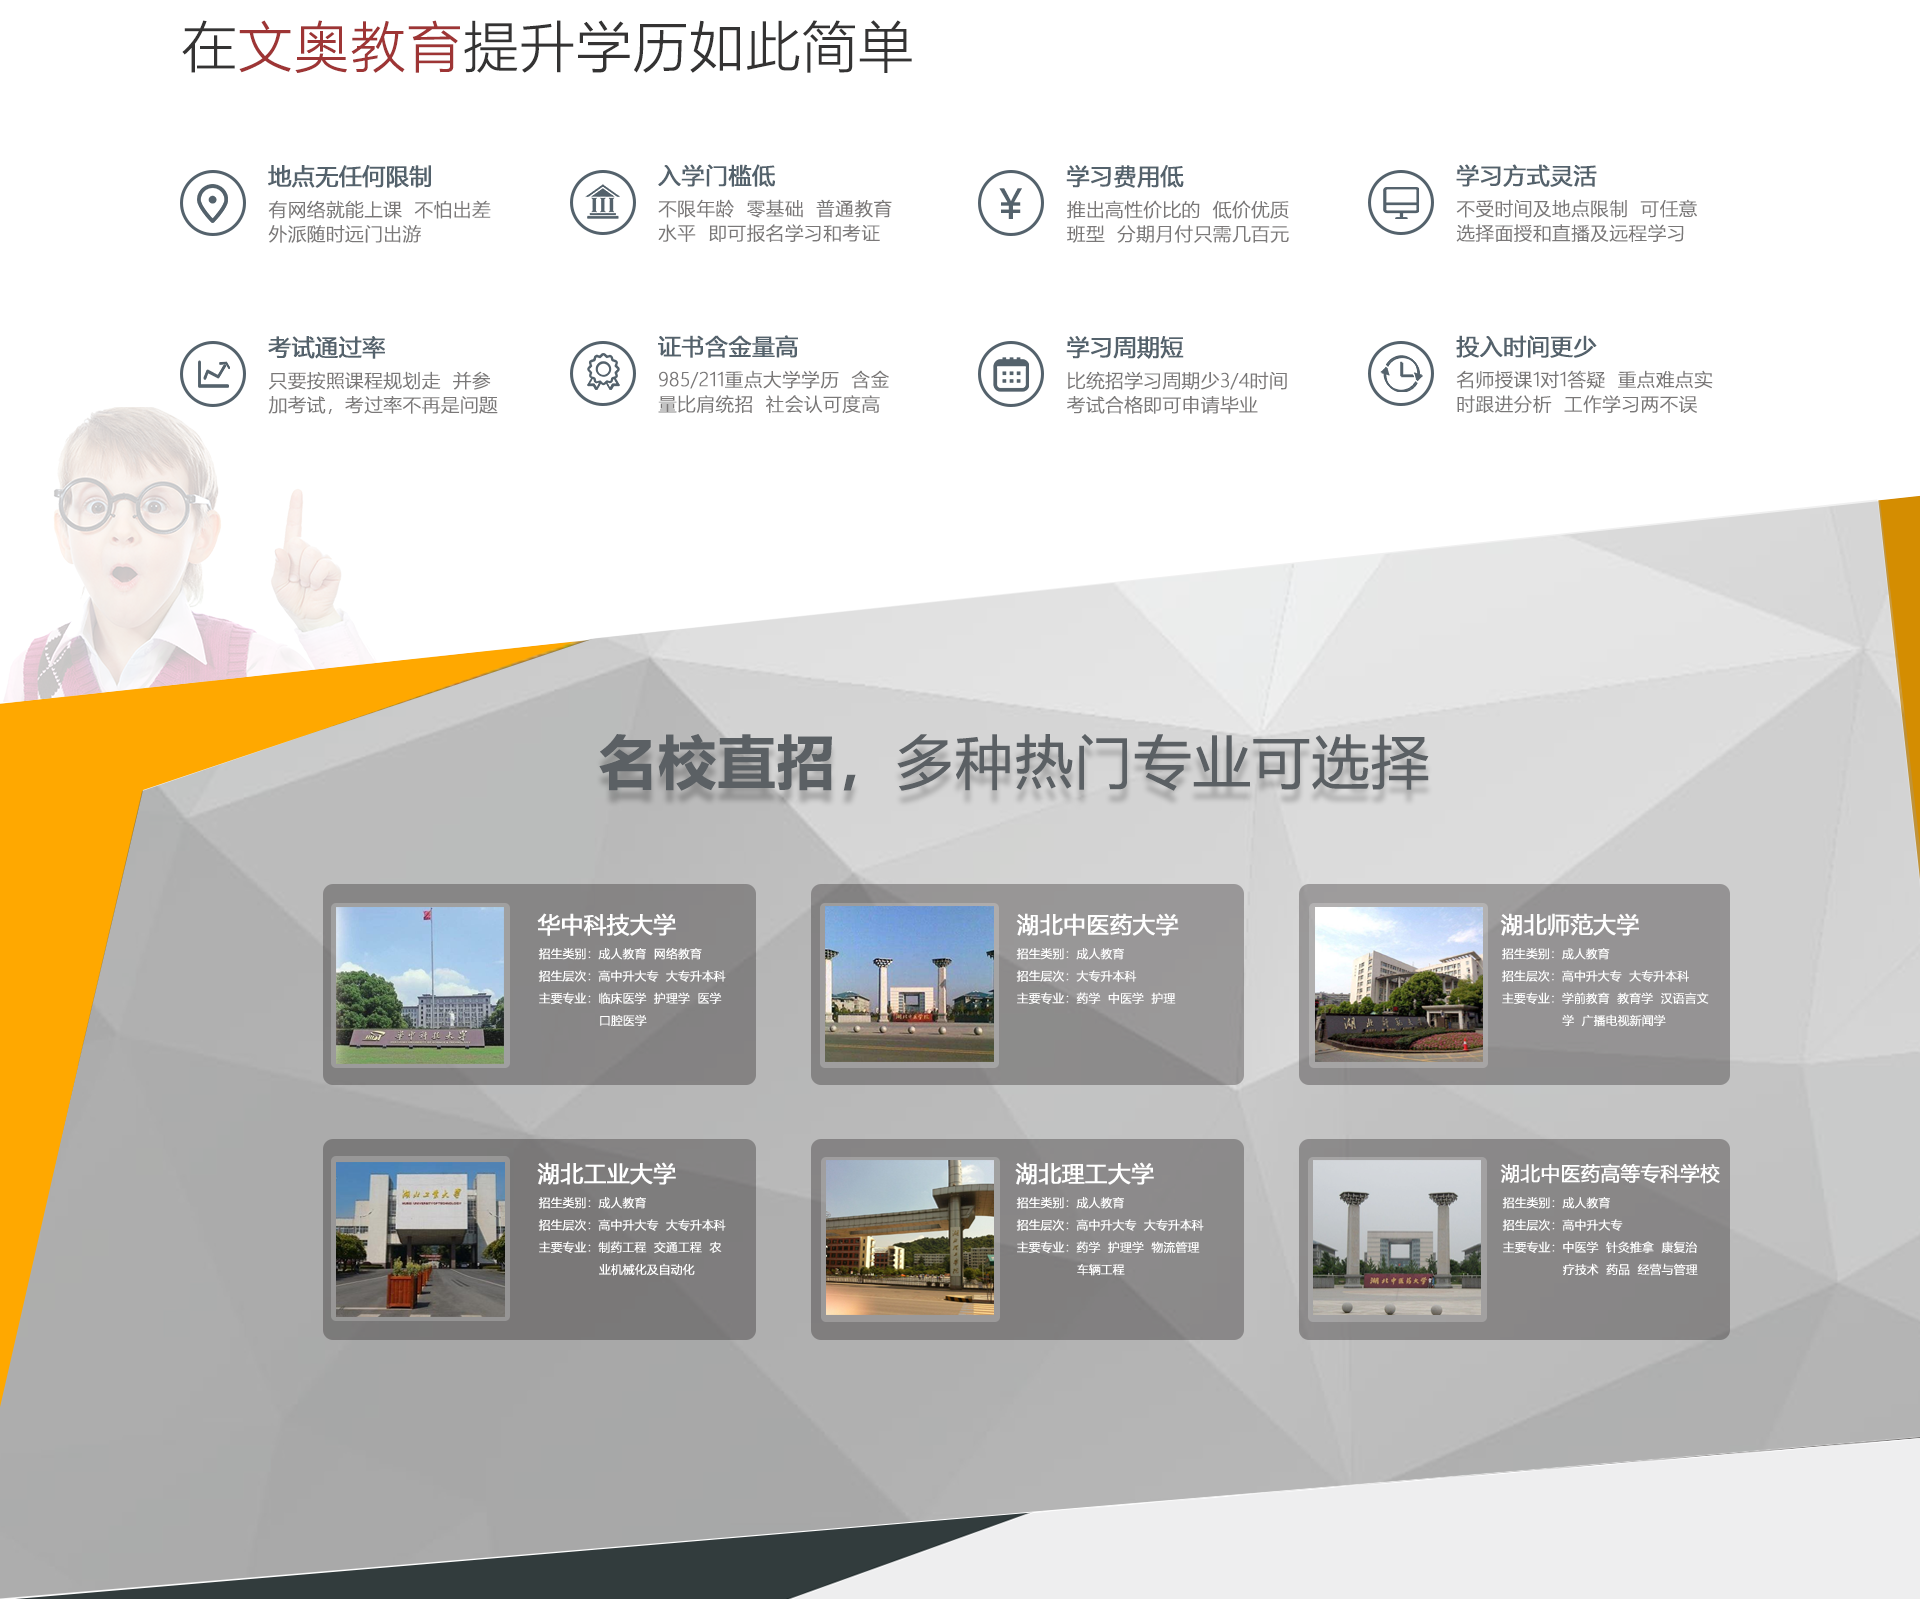 在文奥教育提升学历如此简单
地点无任何限制
有网络就能上课 不怕出差
外派随时远门出游
入学门槛低
不限年龄 零基础 普通教育
水平 即可报名学习和考证
学习费用低
推出高性价比的 低价优质
班型 分期月付只需几百元
学习方式灵活
不受时间及地点限制 可任意
选择面授和直播及远程学习
考试通过率
只要按照课程规划走 并参
加考试，考过率不再是问题
证书含金量高
985/211重点大学学历 含金
量比肩统招 社会认可度高
学习周期短
比统招学习周期少3/4时间
考试合格即可申请毕业
投入时间更少
名师授课1对1答疑 重点难点实
时跟进分析 工作学习两不误
名校直招，多种热门专业可选择
华中科技大学
华中科技大学
招生类别：成人教育 网络教育
招生层次：高中升大专 大专升本科
主要专业：临床医学 护理学 医学
口腔医学
湖北中医药大学
招生类别：成人教育
招生层次：大专升本科
主要专业：药学 中医学 护理
湖北师范大学
招生类别：成人教育
招生层次：高中升大专 大专升本科
主要专业：学前教育 教育学 汉语言文
学 广播电视新闻学
湖北工业大学
湖北工业大学
招生类别：成人教育
招生层次：高中升大专 大专升本科
主要专业：制药工程 交通工程 农
业机械化及自动化
湖北理工大学
招生类别：成人教育
招生层次：高中升大专 大专升本科
主要专业：药学 护理学 物流管理
车辆工程
湖北中医药大学
湖北中医药高等专科学校
招生类别：成人教育
招生层次：高中升大专
主要专业：中医学 针灸推拿 康复治
疗技术 药品 经营与管理